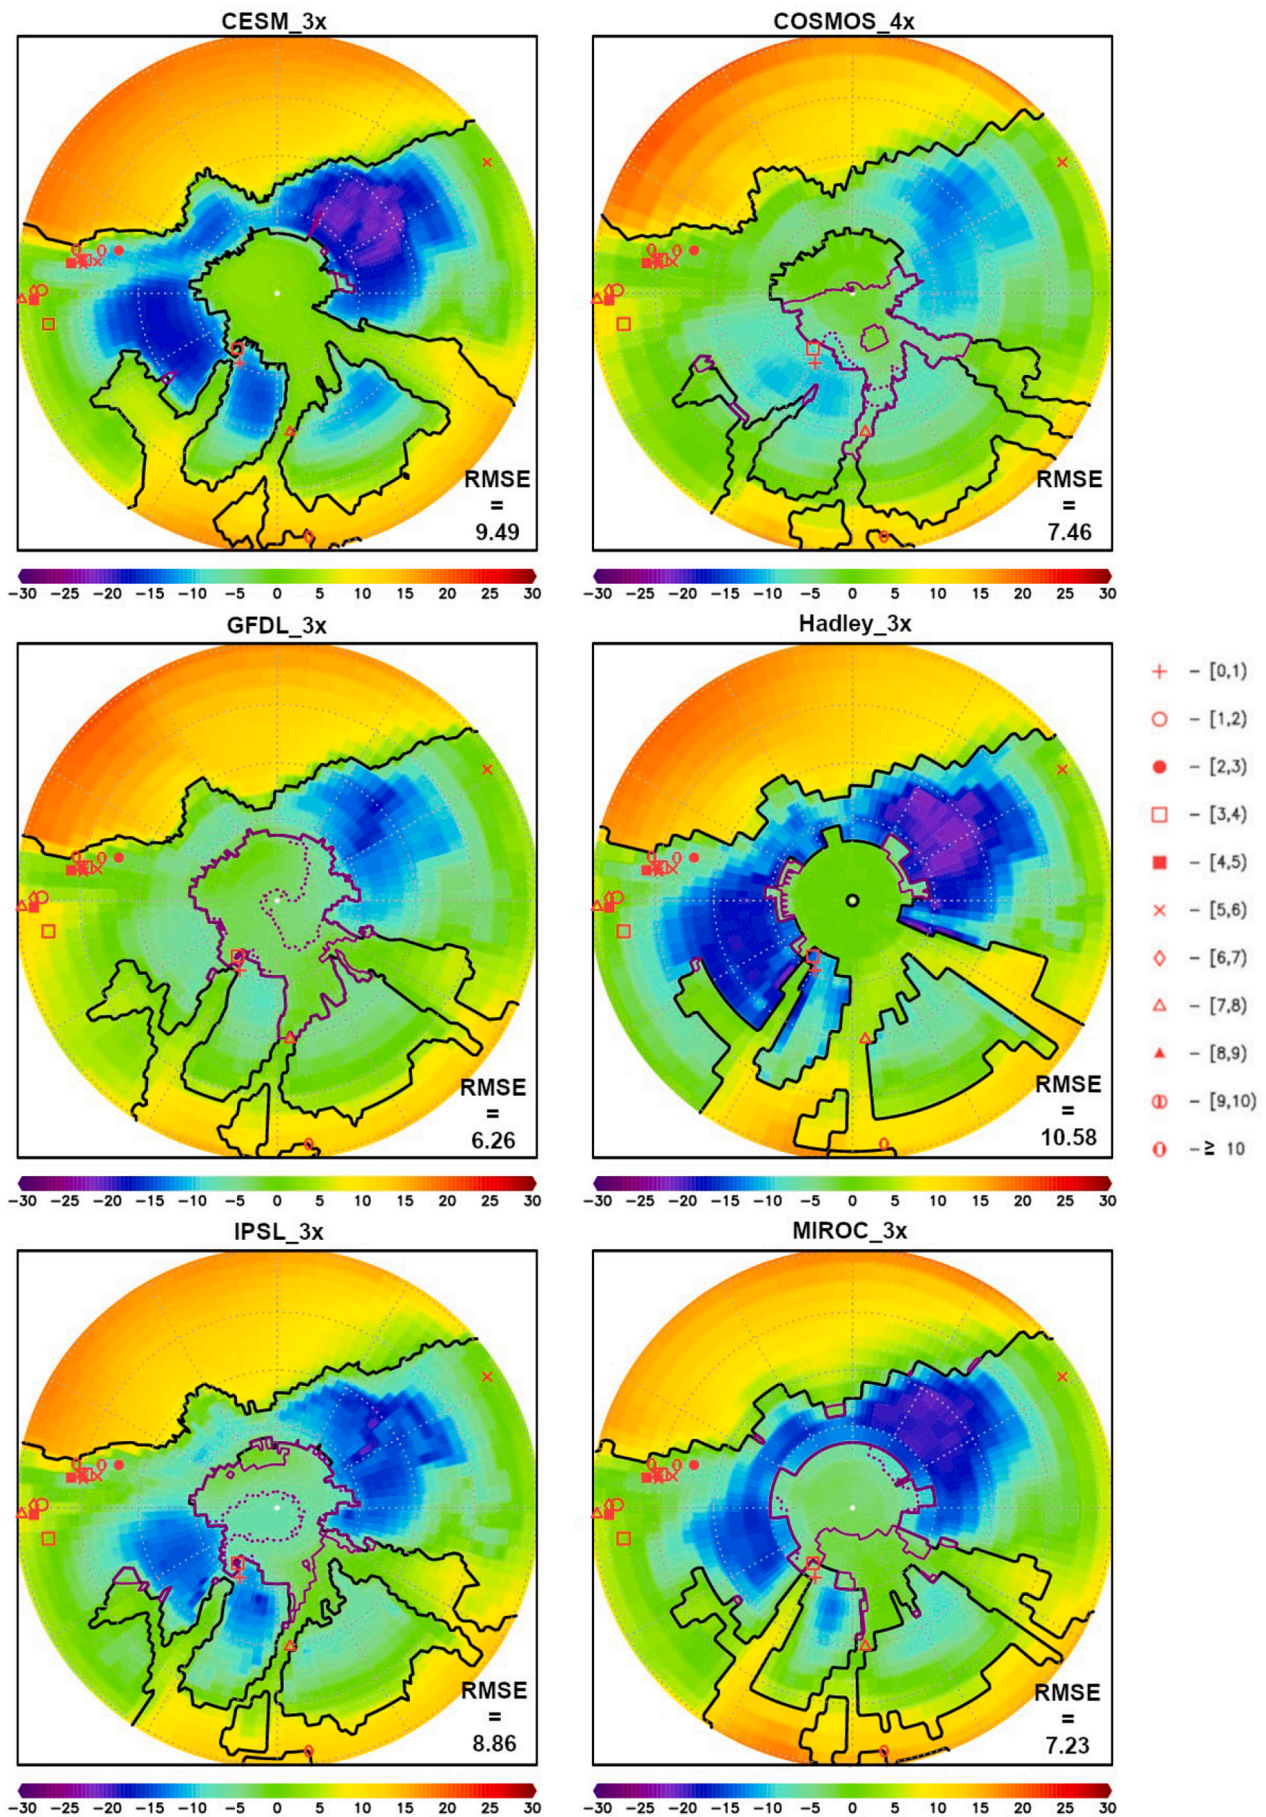 CESM_3x
COSMOS_4x
RMSE
=
9.49
RMSE
=
7.46
−30 −25 −20 −15 −10 −5 0 5 10 15 20 25 30
−30 −25 −20 −15 −10 −5 0 5 10 15 20 25 30
GFDL_3x
Hadley_3x
RMSE
=
6.26
RMSE
=
10.58
− [0,1)
− [1,2)
− [2,3)
− [3,4)
− [4,5)
− [5,6)
− [6,7)
− [7,8)
− [8,9)
− [9,10)
− ≥ 10
−30 −25 −20 −15 −10 −5 0 5 10 15 20 25 30
−30 −25 −20 −15 −10 −5 0 5 10 15 20 25 30
IPSL_3x
MIROC_3x
RMSE
=
8.86
RMSE
=
7.23
−30 −25 −20 −15 −10 −5 0 5 10 15 20 25 30
−30 −25 −20 −15 −10 −5 0 5 10 15 20 25 30